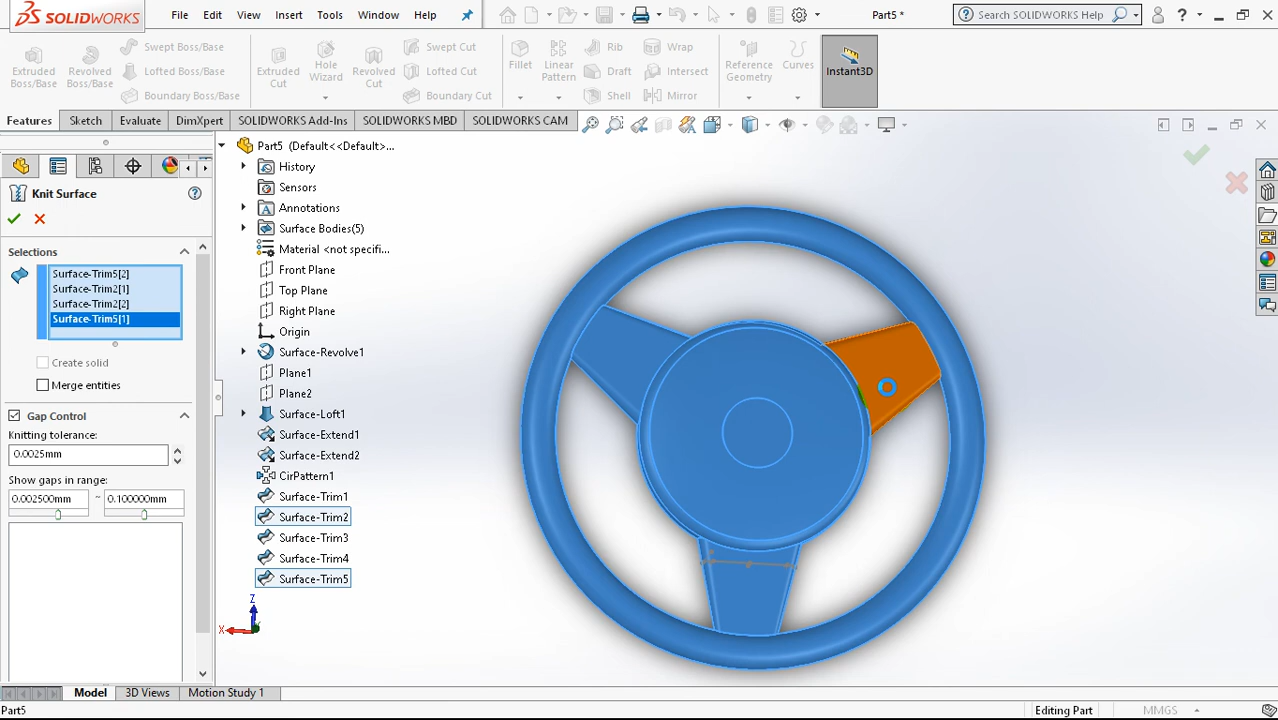 SOLIDWORKS File Edit View Insert Tools Window Help Part5 * Search SOLIDWORKS Help ?
Extruded Boss/Base
Revolved Boss/Base
Swept Boss/Base
Lofted Boss/Base
Boundary Boss/Base
Extruded Cut
Hole Wizard
Revolved Cut
Swept Cut
Lofted Cut
Boundary Cut
Fillet
Linear Pattern
Rib
Draft
Shell
Wrap
Intersect
Mirror
Reference Geometry
Curves
Instant3D
Features Sketch Evaluate DimXpert SOLIDWORKS Add-Ins SOLIDWORKS MBD SOLIDWORKS CAM
Knit Surface ?
Selections
Surface-Trim5[2]
Surface-Trim2[1]
Surface-Trim2[2]
Surface-Trim5[1]
Create solid
Merge entities
Gap Control
Knitting tolerance:
0.0025mm
Show gaps in range:
0.002500mm ~ 0.100000mm
Part5 (Default<<Default>...
History
Sensors
Annotations
Surface Bodies(5)
Material <not specifi...
Front Plane
Top Plane
Right Plane
Origin
Surface-Revolve1
Plane1
Plane2
Surface-Loft1
Surface-Extend1
Surface-Extend2
CirPattern1
Surface-Trim1
Surface-Trim2
Surface-Trim3
Surface-Trim4
Surface-Trim5
Z
X
Model 3D Views Motion Study 1
Part5 Editing Part MMGS